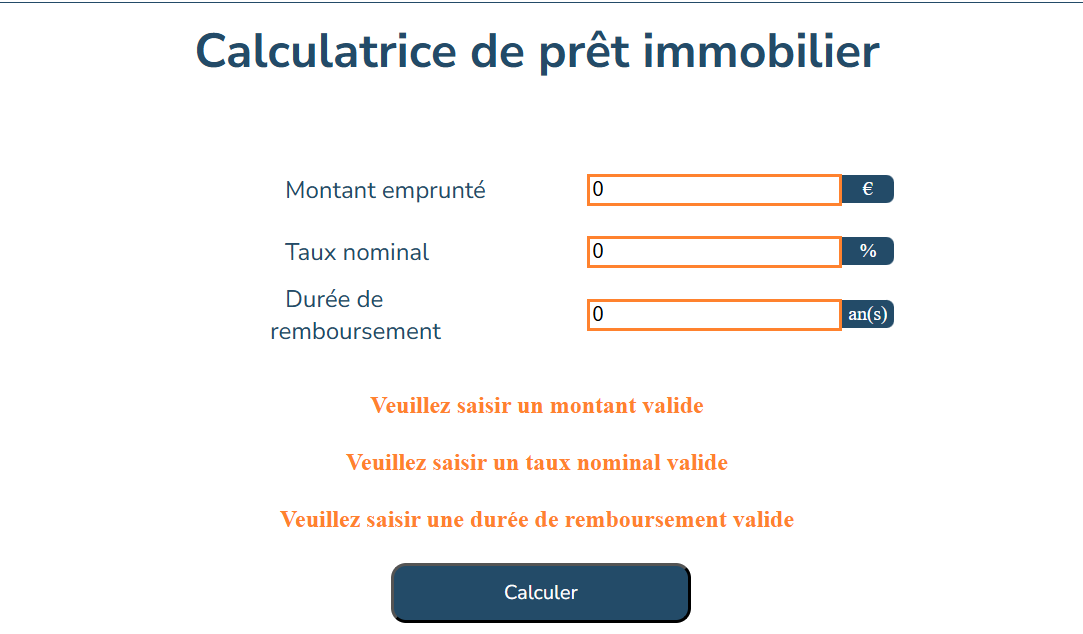 Calculatrice de prêt immobilier
Montant emprunté 0 €
Taux nominal 0 %
Durée de
remboursement 0 an(s)
Veuillez saisir un montant valide
Veuillez saisir un taux nominal valide
Veuillez saisir une durée de remboursement valide
Calculer